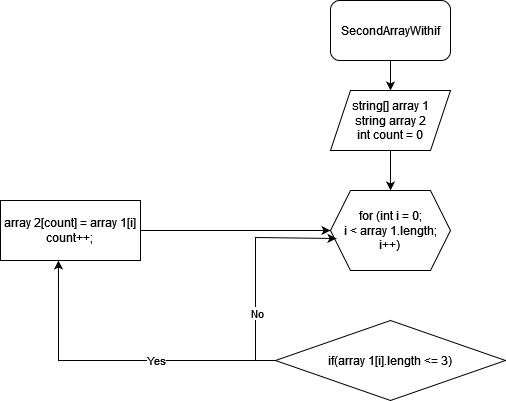 SecondArrayWithif
string[] array 1
string array 2
int count = 0
for (int i = 0;
i < array 1.length;
i++)
array 2[count] = array 1[i]
count++;
No
Yes
if(array 1[i].length <= 3)